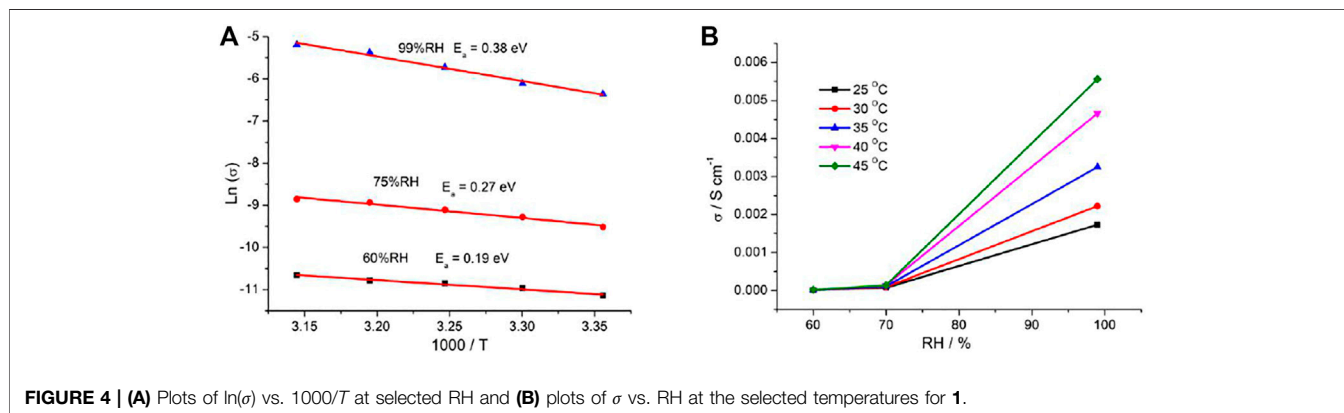 A
-5
-6
-7
-8
-9
-10
-11
Ln (σ)
99%RH Eₐ = 0.38 eV
75%RH Eₐ = 0.27 eV
60%RH Eₐ = 0.19 eV
3.15 3.20 3.25 3.30 3.35
1000 / T
B
0.006
0.005
0.004
0.003
0.002
0.001
0.000
σ / S cm⁻¹
25 °C
30 °C
35 °C
40 °C
45 °C
60 70 80 90 100
RH / %
FIGURE 4 | (A) Plots of ln(σ) vs. 1000/T at selected RH and (B) plots of σ vs. RH at the selected temperatures for 1.